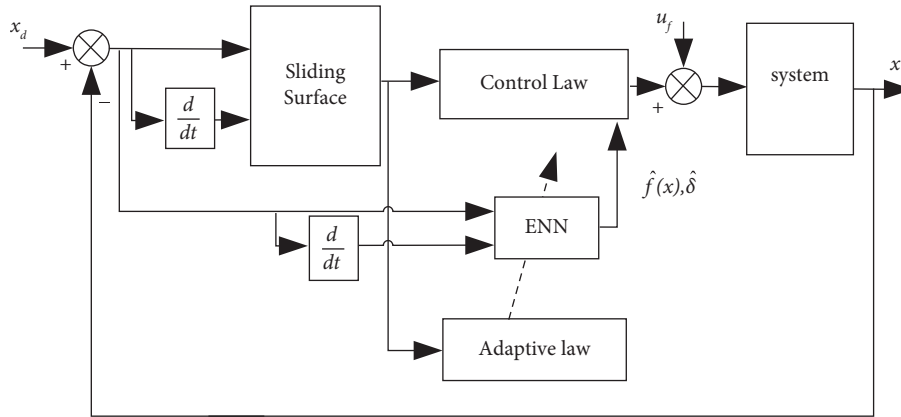 x_d
+
−
d/dt
Sliding
Surface
Control Law
u_f
+
system
x
f̂(x),δ̂
d/dt
ENN
Adaptive law